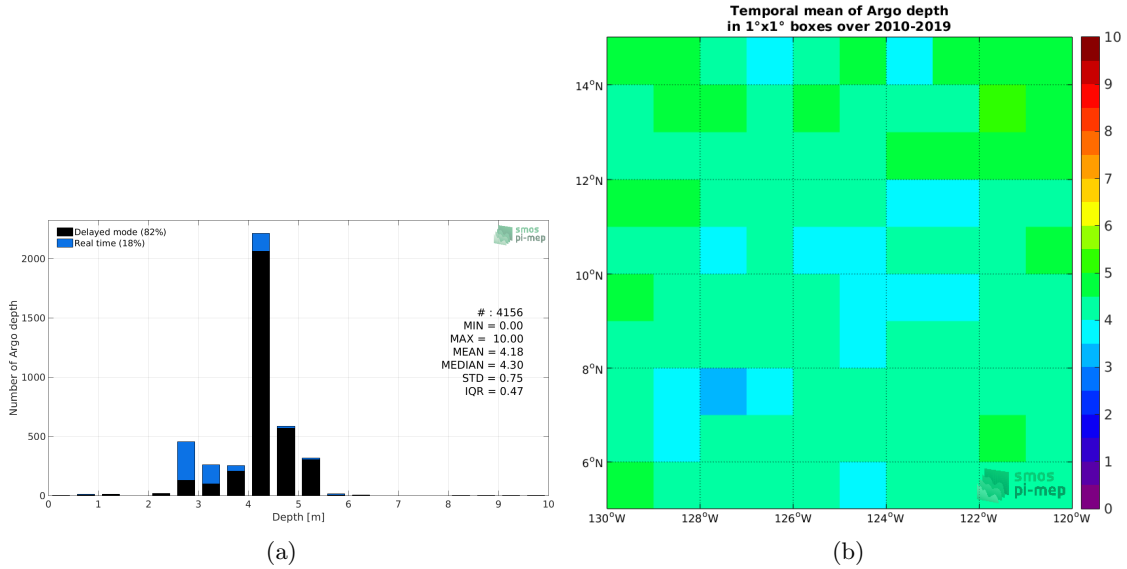 Delayed mode (82%)
Real time (18%)
smos
pi-mep
# : 4156
MIN = 0.00
MAX = 10.00
MEAN = 4.18
MEDIAN = 4.30
STD = 0.75
IQR = 0.47
Number of Argo depth
2000
1500
1000
500
0
0 1 2 3 4 5 6 7 8 9 10
Depth [m]
(a)
Temporal mean of Argo depth
in 1°x1° boxes over 2010-2019
14°N
12°N
10°N
8°N
6°N
130°W 128°W 126°W 124°W 122°W 120°W
smos
pi-mep
10
9
8
7
6
5
4
3
2
1
0
(b)